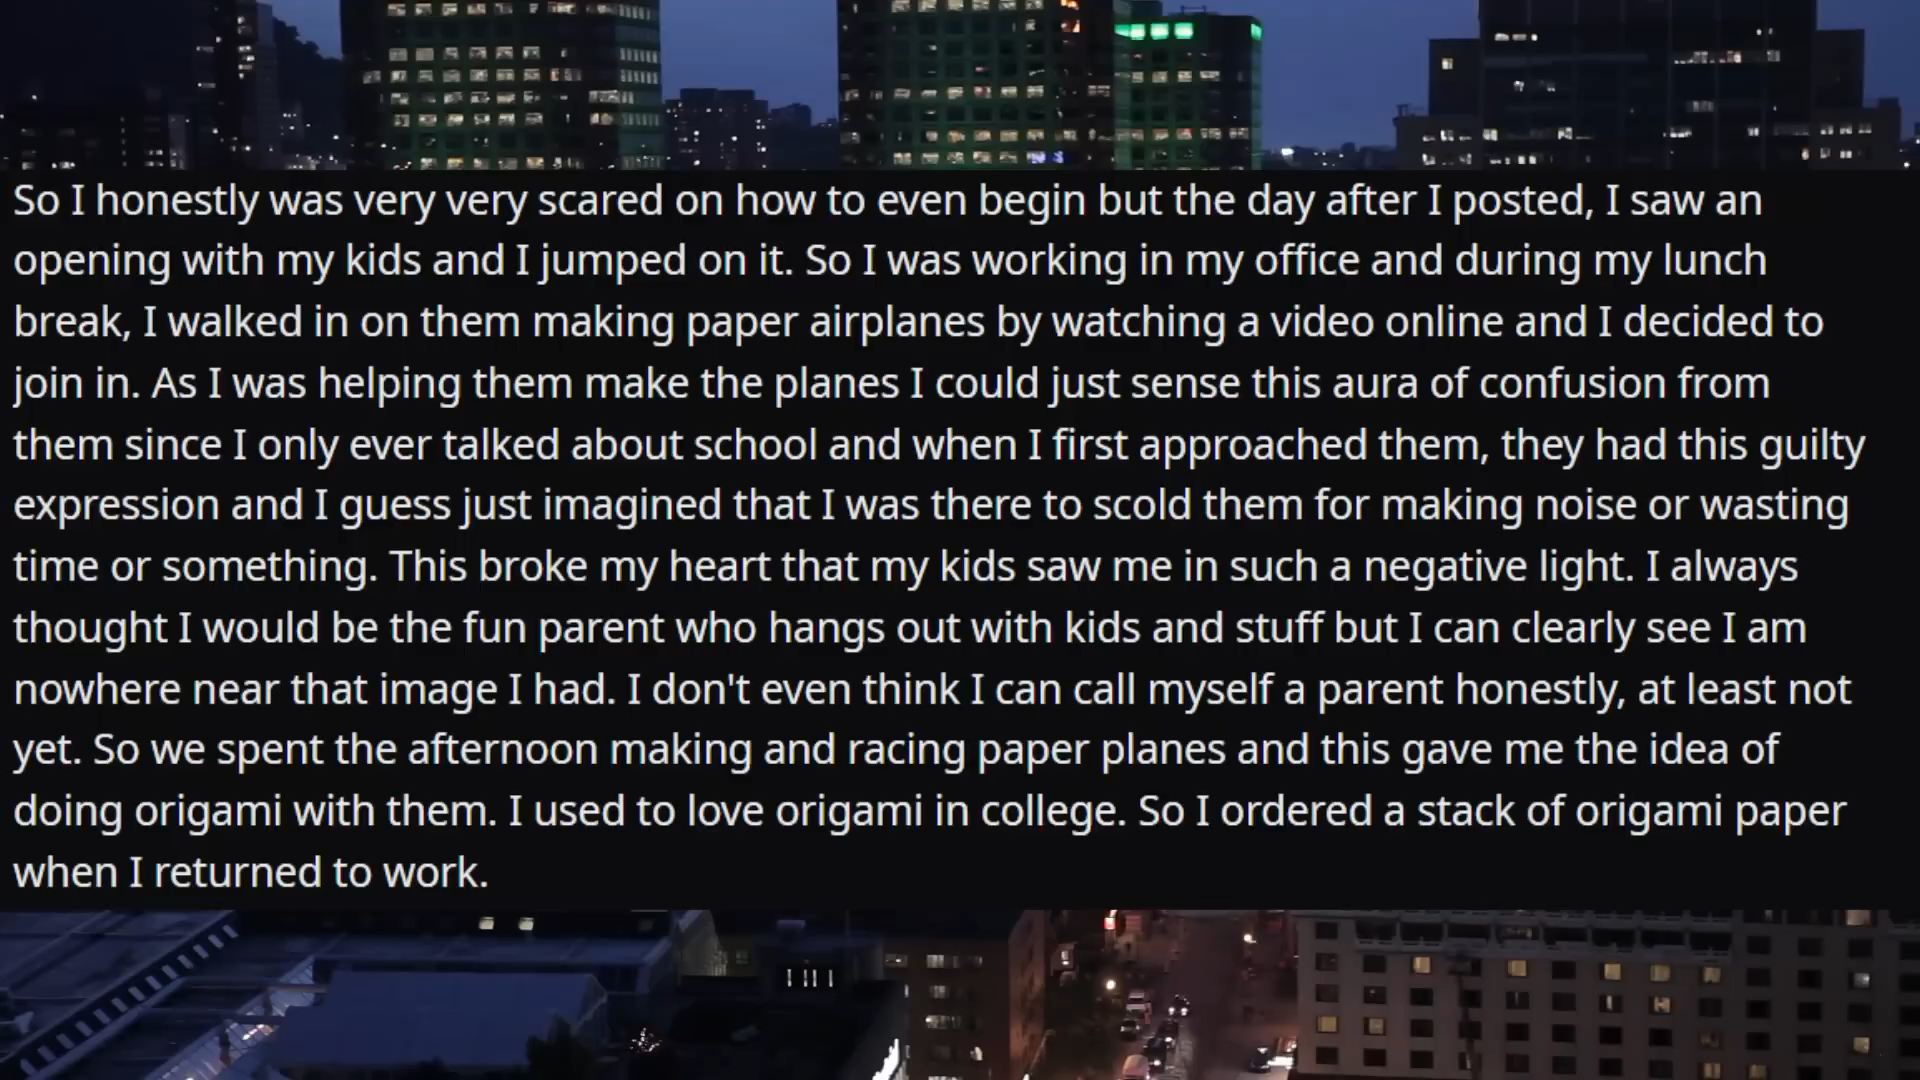 So I honestly was very very scared on how to even begin but the day after I posted, I saw an
opening with my kids and I jumped on it. So I was working in my office and during my lunch
break, I walked in on them making paper airplanes by watching a video online and I decided to
join in. As I was helping them make the planes I could just sense this aura of confusion from
them since I only ever talked about school and when I first approached them, they had this guilty
expression and I guess just imagined that I was there to scold them for making noise or wasting
time or something. This broke my heart that my kids saw me in such a negative light. I always
thought I would be the fun parent who hangs out with kids and stuff but I can clearly see I am
nowhere near that image I had. I don't even think I can call myself a parent honestly, at least not
yet. So we spent the afternoon making and racing paper planes and this gave me the idea of
doing origami with them. I used to love origami in college. So I ordered a stack of origami paper
when I returned to work.